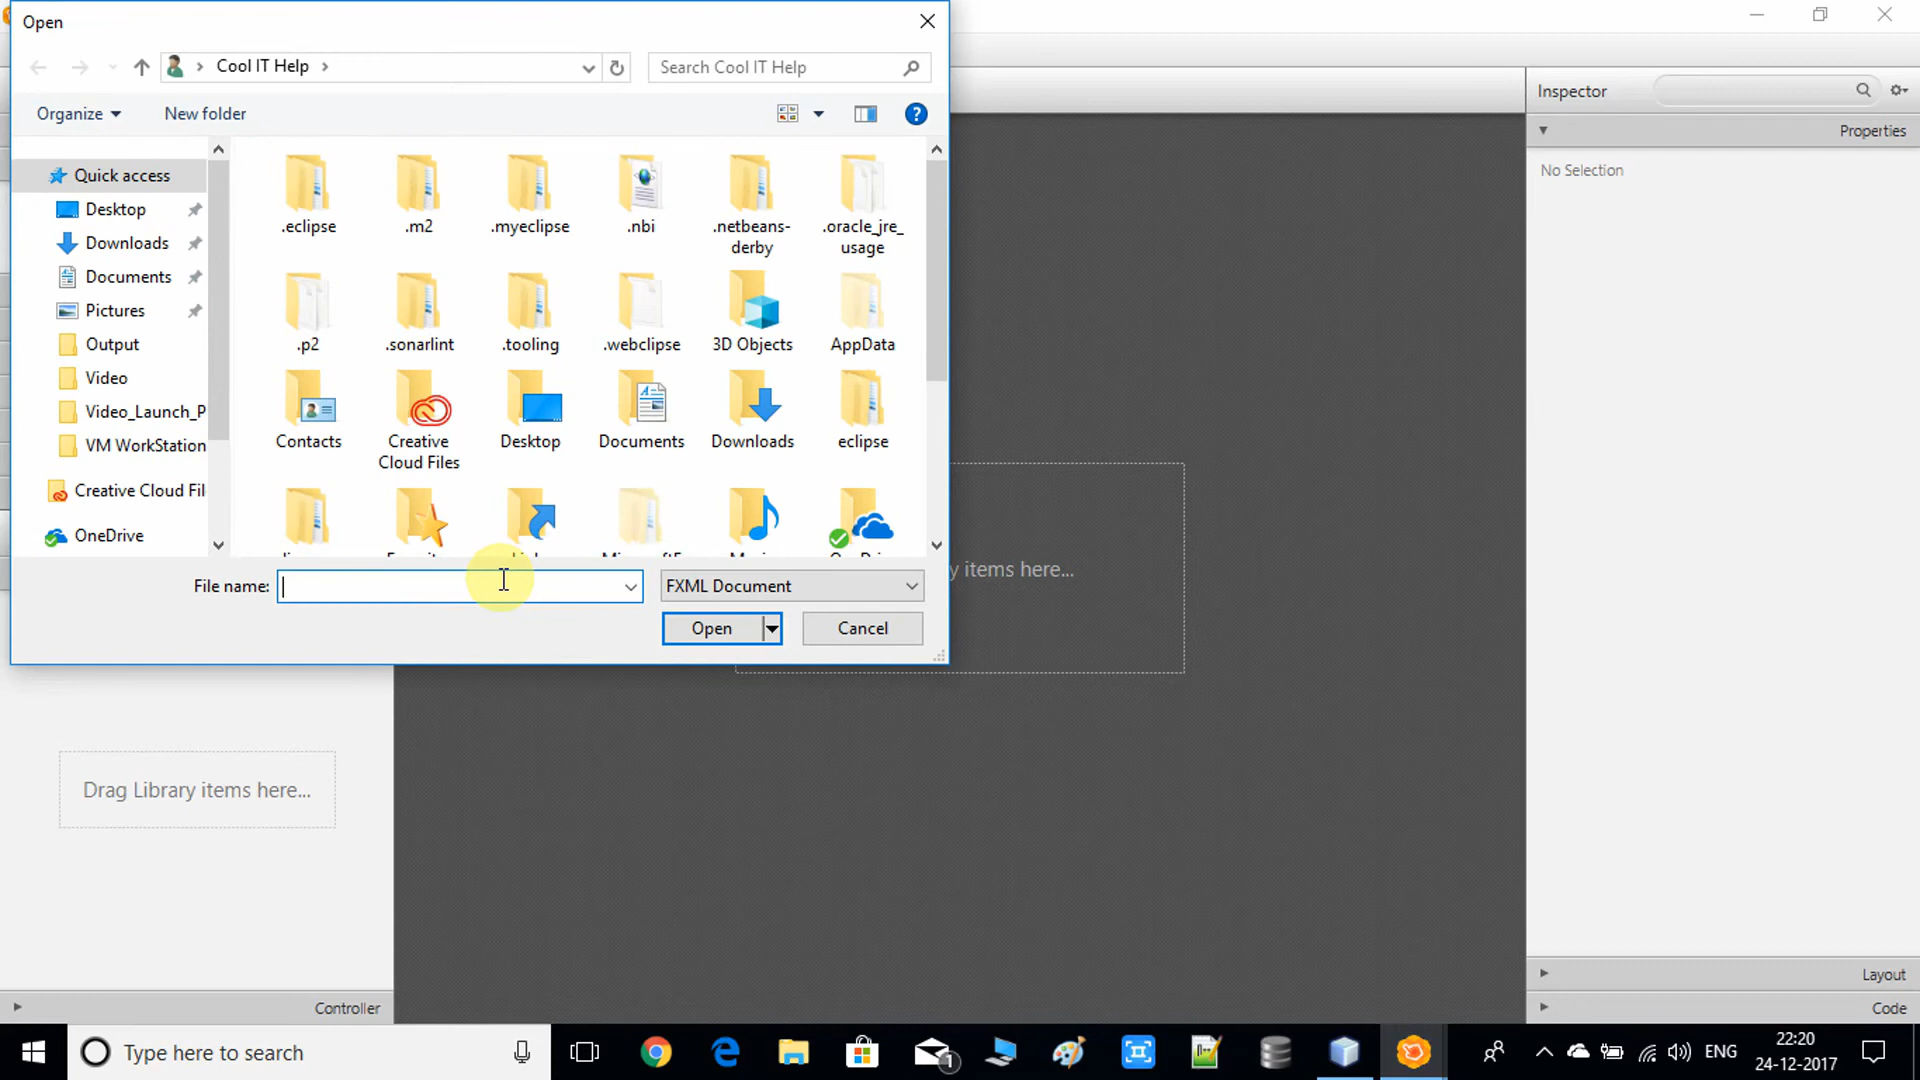 Open
Cool IT Help
Search Cool IT Help
Organize
New folder
Quick access
Desktop
Downloads
Documents
Pictures
Output
Video
Video_Launch_P
VM WorkStation
Creative Cloud Fil
OneDrive
.eclipse
.m2
.myeclipse
.nbi
.netbeans-
derby
.oracle_jre_
usage
.p2
.sonarlint
.tooling
.webclipse
3D Objects
AppData
Contacts
Creative
Cloud Files
Desktop
Documents
Downloads
eclipse
File name:
FXML Document
Open
Cancel
y items here...
Drag Library items here...
Controller
Inspector
Properties
No Selection
Layout
Code
Type here to search
1
ENG
22:20
24-12-2017